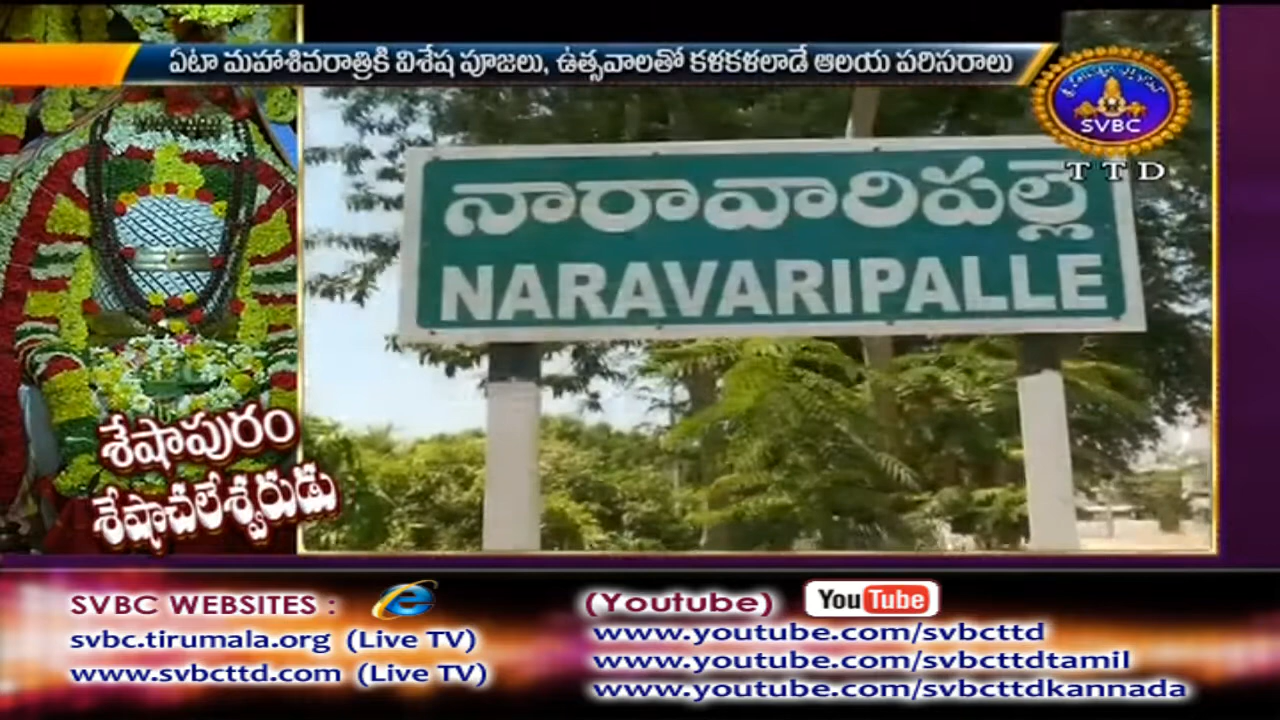 ఏటా మహాశివరాత్రికి విశేష పూజలు, ఉత్సవాలతో కళకళలాడే ఆలయ పరిసరాలు
SVBC
TTD
నారావారిపల్లె
NARAVARIPALLE
శేషాపురం
శేషాచలేశ్వరుడు
SVBC WEBSITES :
svbc.tirumala.org (Live TV)
www.svbcttd.com (Live TV)
(Youtube)
YouTube
www.youtube.com/svbcttd
www.youtube.com/svbcttdtamil
www.youtube.com/svbcttdkannada